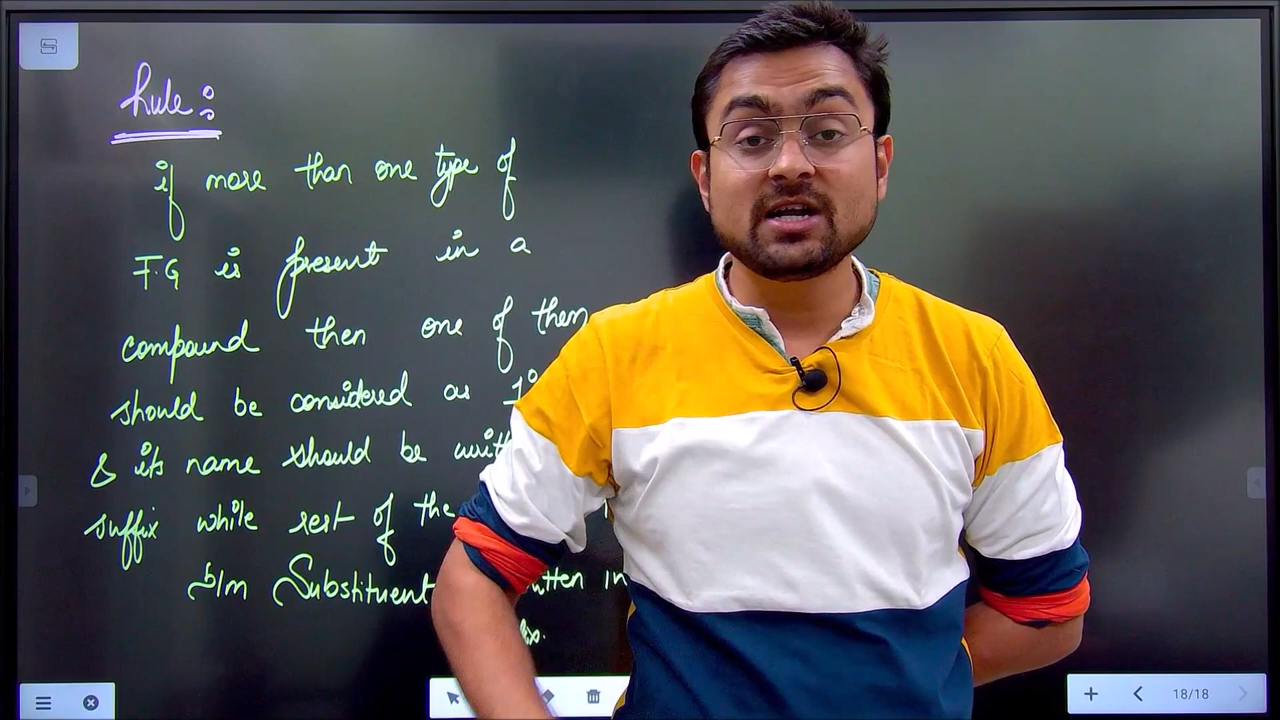 Rule:
if more than one type of
F.G is present in a
compound then one of them
should be considered as 1°
& its name should be
suffix while rest of the
Substituent in
18/18